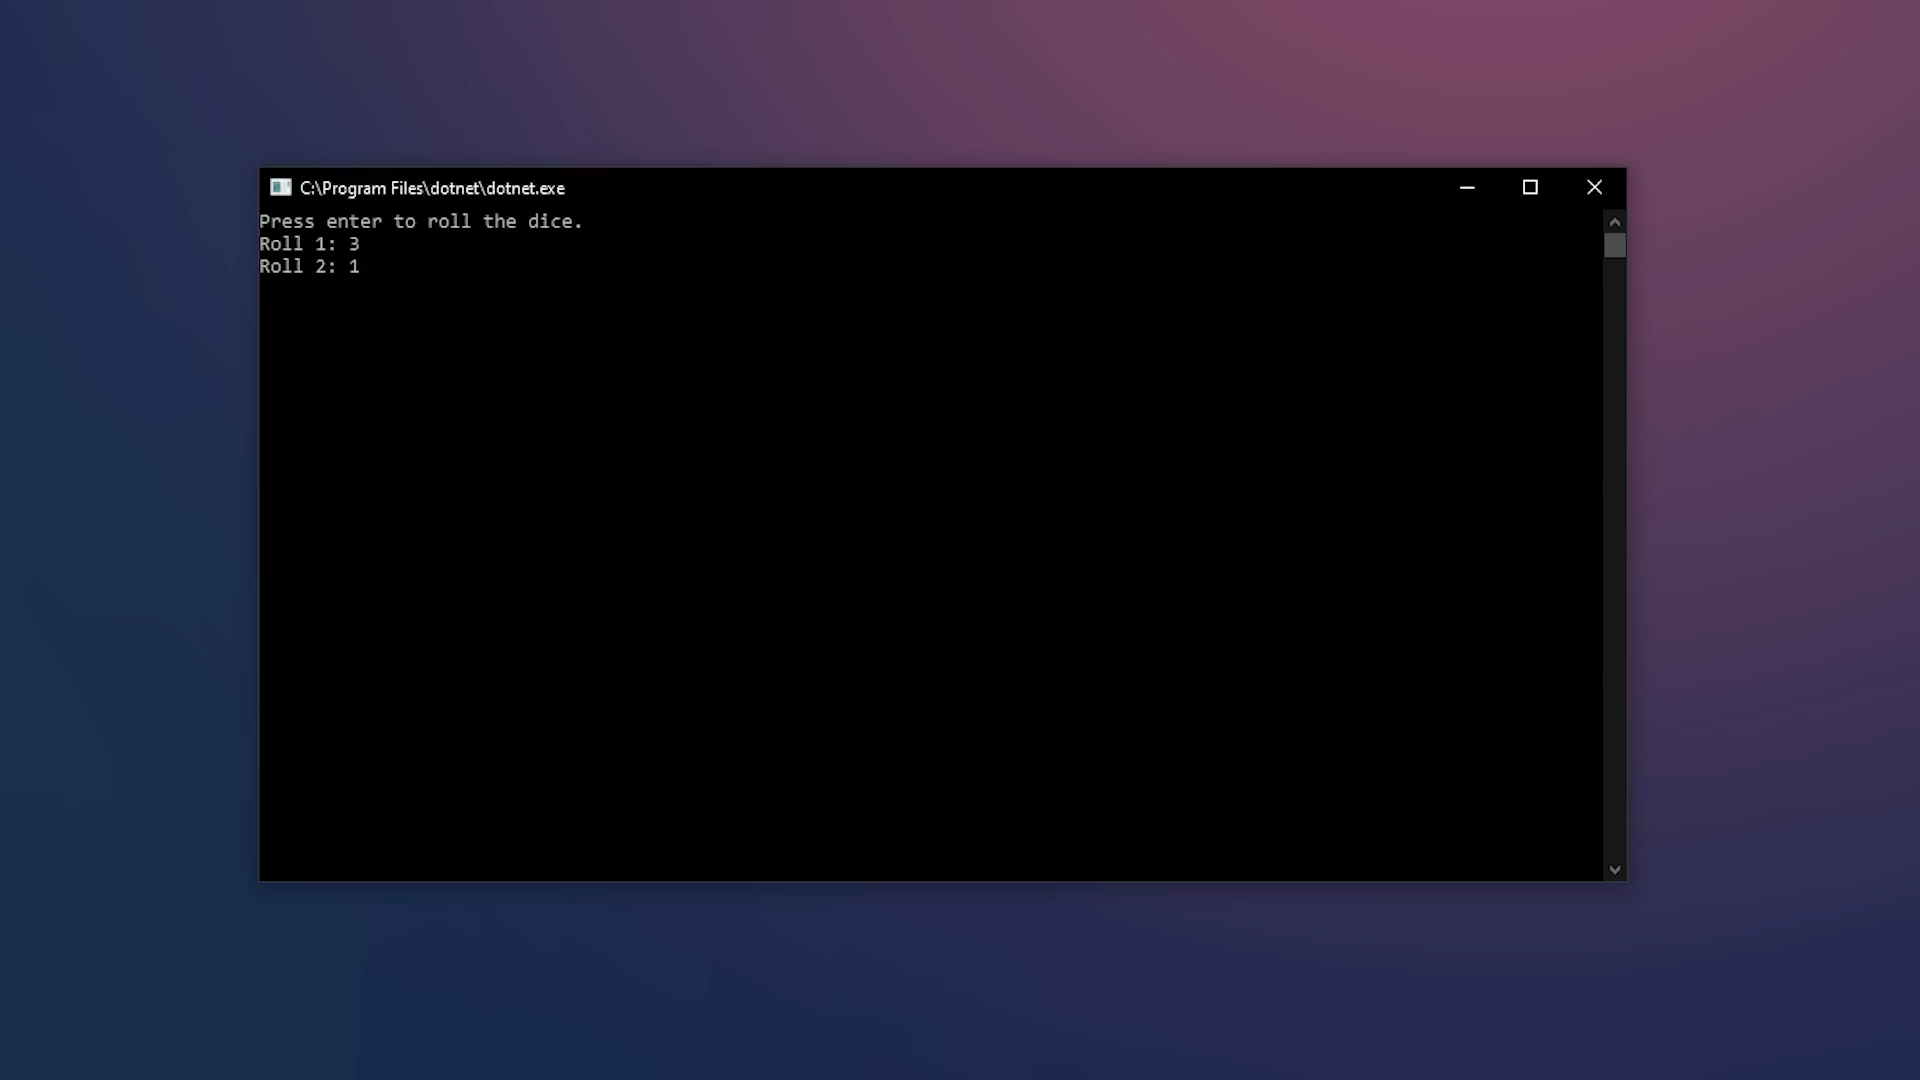 C:\Program Files\dotnet\dotnet.exe
Press enter to roll the dice.
Roll 1: 3
Roll 2: 1